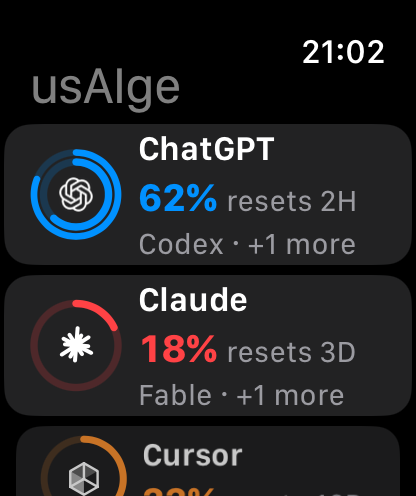 21:02
usAIge
ChatGPT
62% resets 2H
Codex · +1 more
Claude
18% resets 3D
Fable · +1 more
Cursor